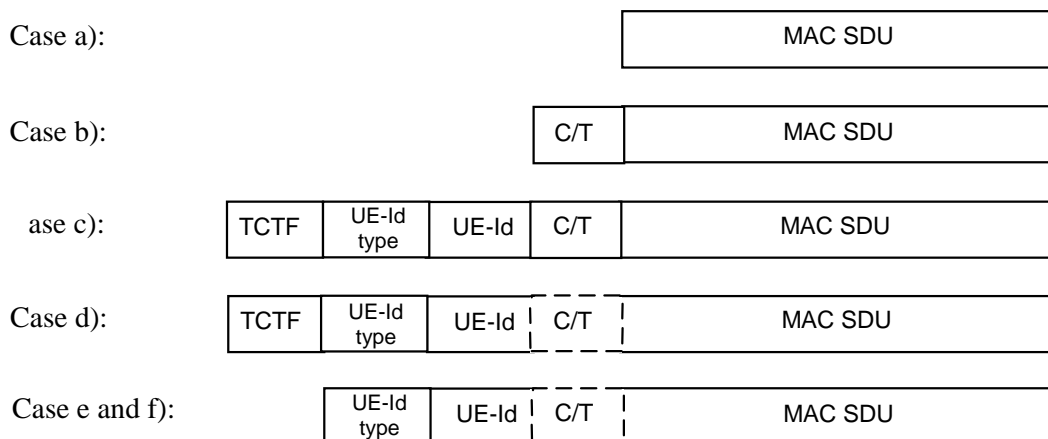 Case a): MAC SDU
Case b): C/T MAC SDU
ase c): TCTF UE-Id type UE-Id C/T MAC SDU
Case d): TCTF UE-Id type UE-Id C/T MAC SDU
Case e and f): UE-Id type UE-Id C/T MAC SDU